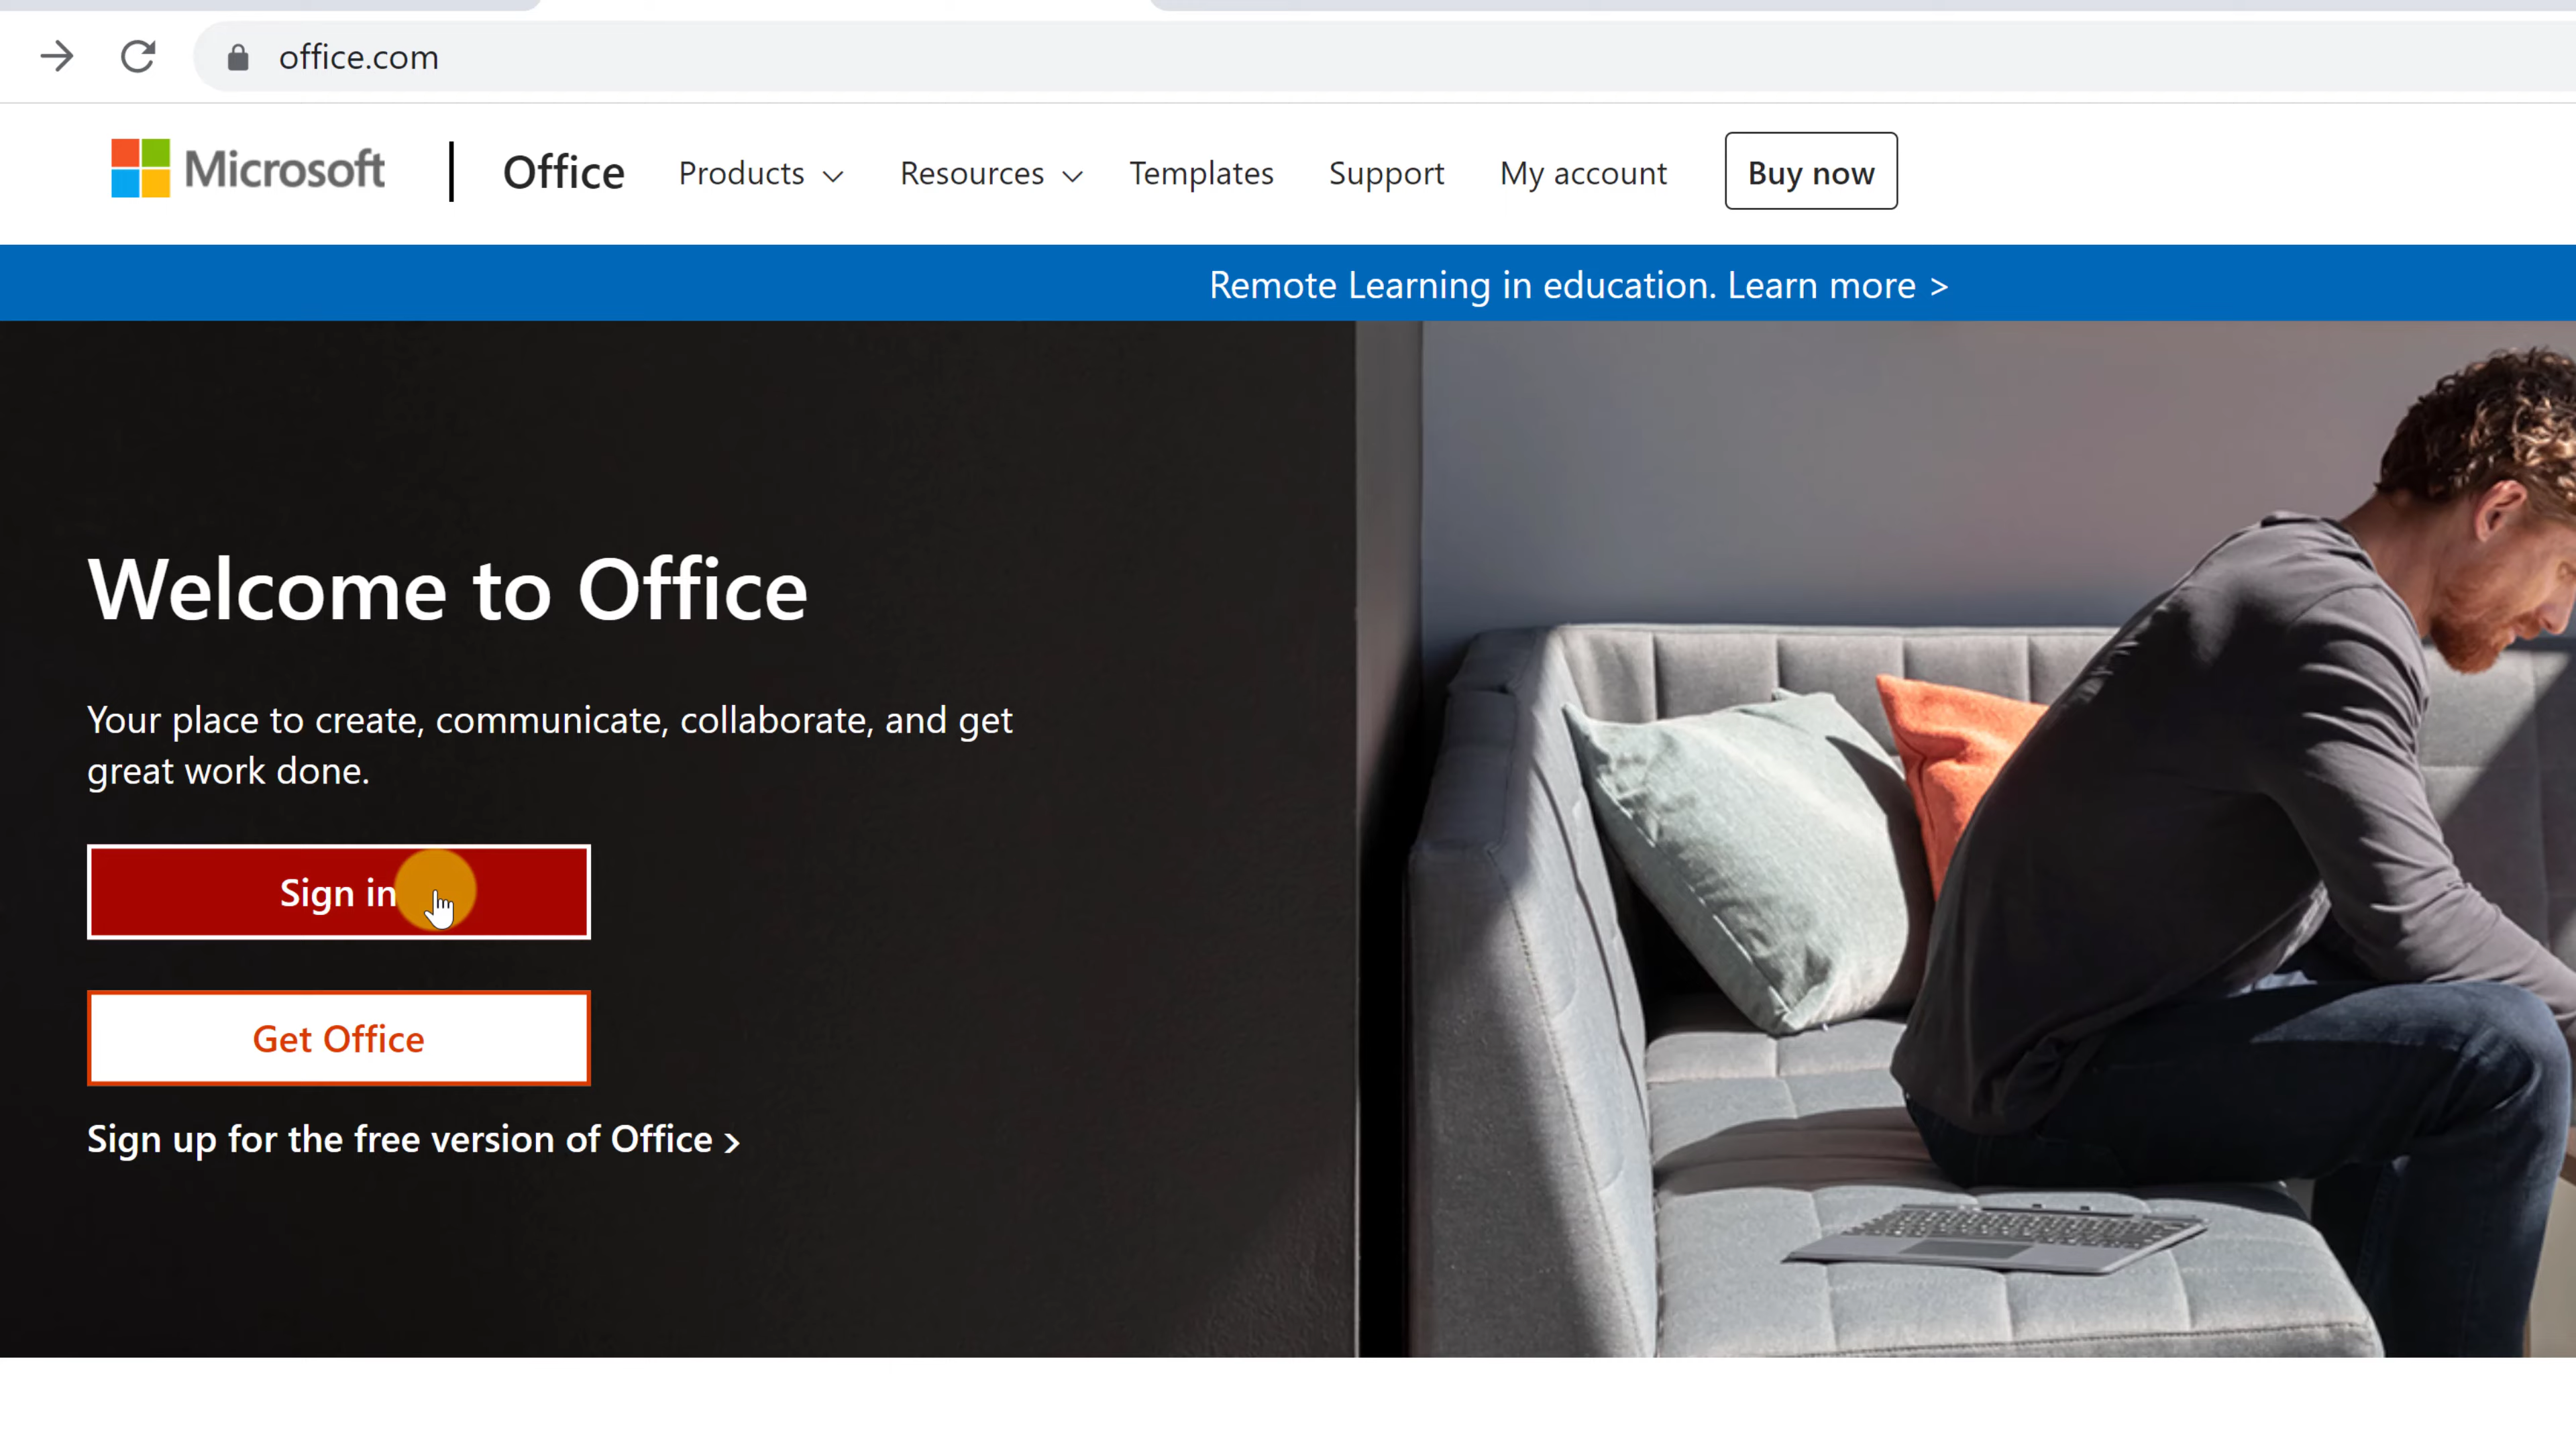 office.com
Microsoft
Office Products Resources Templates Support My account Buy now
Remote Learning in education. Learn more >
Welcome to Office
Your place to create, communicate, collaborate, and get
great work done.
Sign in
Get Office
Sign up for the free version of Office >